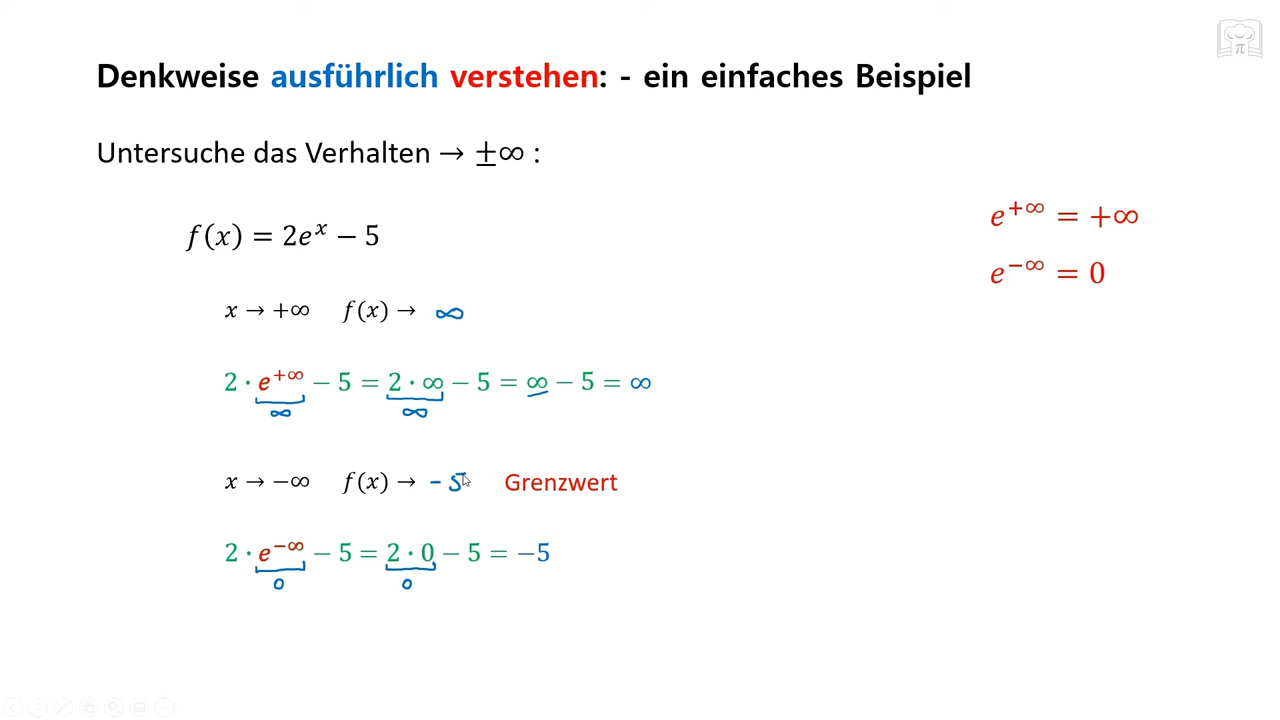 Denkweise ausführlich verstehen: - ein einfaches Beispiel
Untersuche das Verhalten → ±∞ :
f(x) = 2eˣ − 5
e^{+∞} = +∞
e^{−∞} = 0
x → +∞ f(x) → ∞
2 · e^{+∞} − 5 = 2 · ∞ − 5 = ∞ − 5 = ∞
∞ ∞
x → −∞ f(x) → - 5 Grenzwert
2 · e^{−∞} − 5 = 2 · 0 − 5 = −5
0 0
π